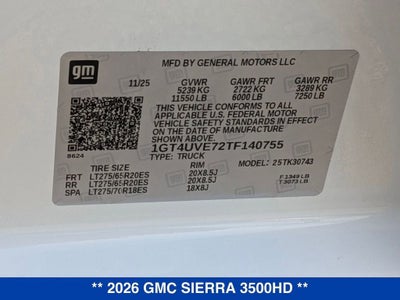 gm
MFD BY GENERAL MOTORS LLC
11/25 GVWR GAWR FRT GAWR RR
5239 KG 2722 KG 3289 KG
11550 LB 6000 LB 7250 LB
THIS VEHICLE CONFORMS TO ALL
APPLICABLE U.S. FEDERAL MOTOR
VEHICLE SAFETY STANDARDS IN EFFECT ON
THE DATE OF MANUFACTURE SHOWN ABOVE.
1GT4UVE72TF140755
8624 TYPE: TRUCK MODEL: 25TK30743
TIRE SIZE RIM
FRT LT275/65R20ES 20X8.5J
RR LT275/65R20ES 20X8.5J F:1349 LB
SPA LT275/70R18ES 18X8J T:3073 LB
** 2026 GMC SIERRA 3500HD **